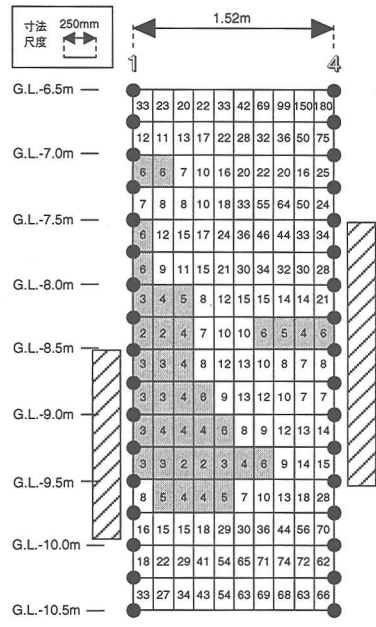 寸法 250mm
尺度
1.52m
1 4
G.L.-6.5m
33 23 20 22 33 42 69 99 150 180
12 11 13 17 22 28 32 36 50 75
G.L.-7.0m
6 6 7 10 16 20 22 20 16 25
7 8 8 10 18 33 55 64 50 24
G.L.-7.5m
6 12 15 17 24 36 46 44 33 34
6 9 11 15 21 30 34 32 30 28
G.L.-8.0m
3 4 5 8 12 15 15 14 14 21
2 2 4 7 10 10 6 5 4 6
G.L.-8.5m
3 3 4 8 12 13 10 8 7 8
3 3 4 6 9 13 12 10 7 7
G.L.-9.0m
3 4 4 4 6 8 9 12 13 14
3 3 2 2 3 4 6 9 14 15
G.L.-9.5m
8 5 4 4 5 7 10 13 18 28
16 15 15 18 29 30 36 44 56 70
G.L.-10.0m
18 22 29 41 54 65 71 74 72 62
33 27 34 43 54 63 69 68 63 66
G.L.-10.5m